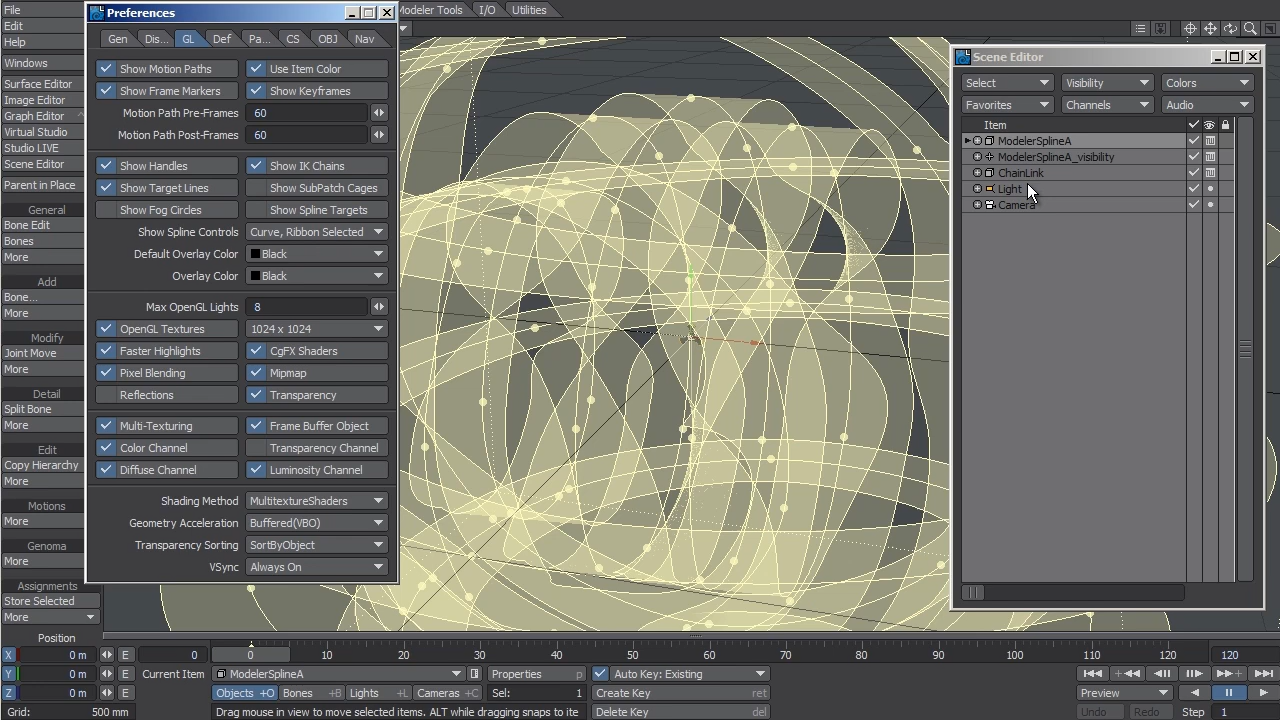 File
Edit
Help
Windows
Surface Editor
Image Editor
Graph Editor
Virtual Studio
Studio LIVE
Scene Editor
Parent in Place
General
Bone Edit
Bones
More
Add
Bone...
More
Modify
Joint Move
More
Detail
Split Bone
More
Edit
Copy Hierarchy
More
Motions
More
Genoma
More
Assignments
Store Selected
More
Preferences
Gen Dis... GL Def Pa... CS OBJ Nav
Show Motion Paths Use Item Color
Show Frame Markers Show Keyframes
Motion Path Pre-Frames 60
Motion Path Post-Frames 60
Show Handles Show IK Chains
Show Target Lines Show SubPatch Cages
Show Fog Circles Show Spline Targets
Show Spline Controls Curve, Ribbon Selected
Default Overlay Color Black
Overlay Color Black
Max OpenGL Lights 8
OpenGL Textures 1024 x 1024
Faster Highlights CgFX Shaders
Pixel Blending Mipmap
Reflections Transparency
Multi-Texturing Frame Buffer Object
Color Channel Transparency Channel
Diffuse Channel Luminosity Channel
Shading Method MultitextureShaders
Geometry Acceleration Buffered(VBO)
Transparency Sorting SortByObject
VSync Always On
Modeler Tools I/O Utilities
Scene Editor
Select Visibility Colors
Favorites Channels Audio
Item
ModelerSplineA
ModelerSplineA_visibility
ChainLink
Light
Camera
Position
X 0 m E 0 0 10 20 30 40 50 60 70 80 90 100 110 120 120
Y 0 m E Current Item ModelerSplineA Properties Auto Key: Existing
Z 0 m E Objects +O Bones +B Lights +L Cameras +C Sel: 1 Create Key ret Preview
Grid: 500 mm Drag mouse in view to move selected items. ALT while dragging snaps to ite Delete Key del Undo Redo Step 1